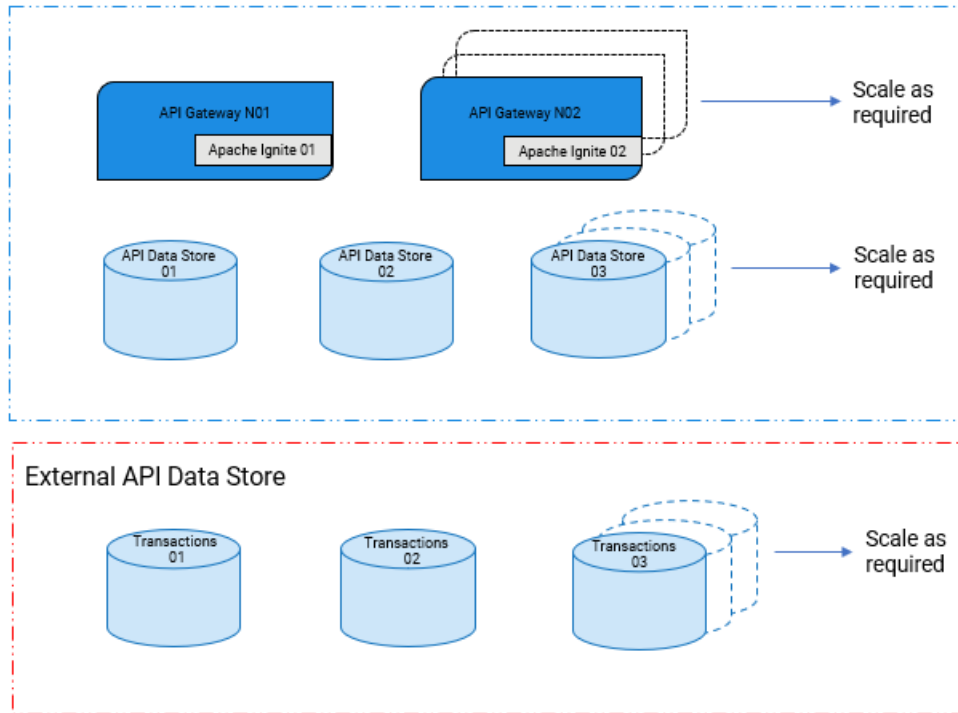 API Gateway N01
Apache Ignite 01
API Gateway N02
Apache Ignite 02
Scale as
required
API Data Store
01
API Data Store
02
API Data Store
03
Scale as
required
External API Data Store
Transactions
01
Transactions
02
Transactions
03
Scale as
required